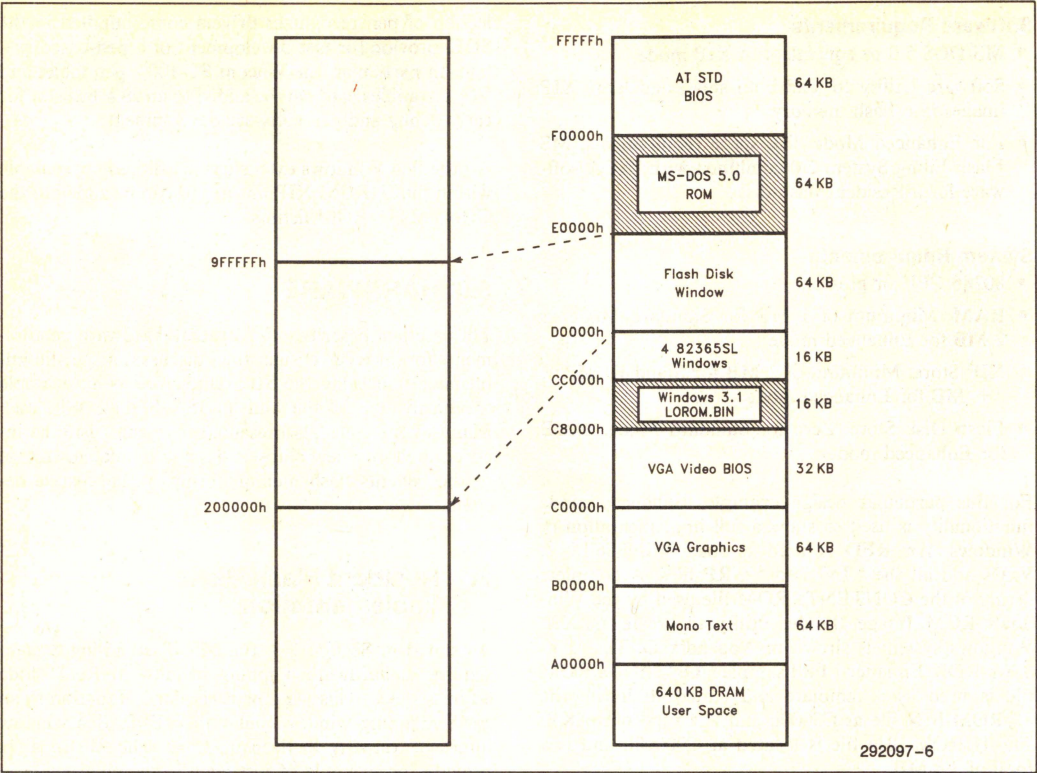 FFFFFh
AT STD
BIOS
64 KB
F0000h
MS-DOS 5.0
ROM
64 KB
E0000h
9FFFFFh
Flash Disk
Window
64 KB
D0000h
4 82365SL
Windows
16 KB
CC000h
Windows 3.1
LOROM.BIN
16 KB
C8000h
VGA Video BIOS
32 KB
200000h
C0000h
VGA Graphics
64 KB
B0000h
Mono Text
64 KB
A0000h
640 KB DRAM
User Space
292097-6